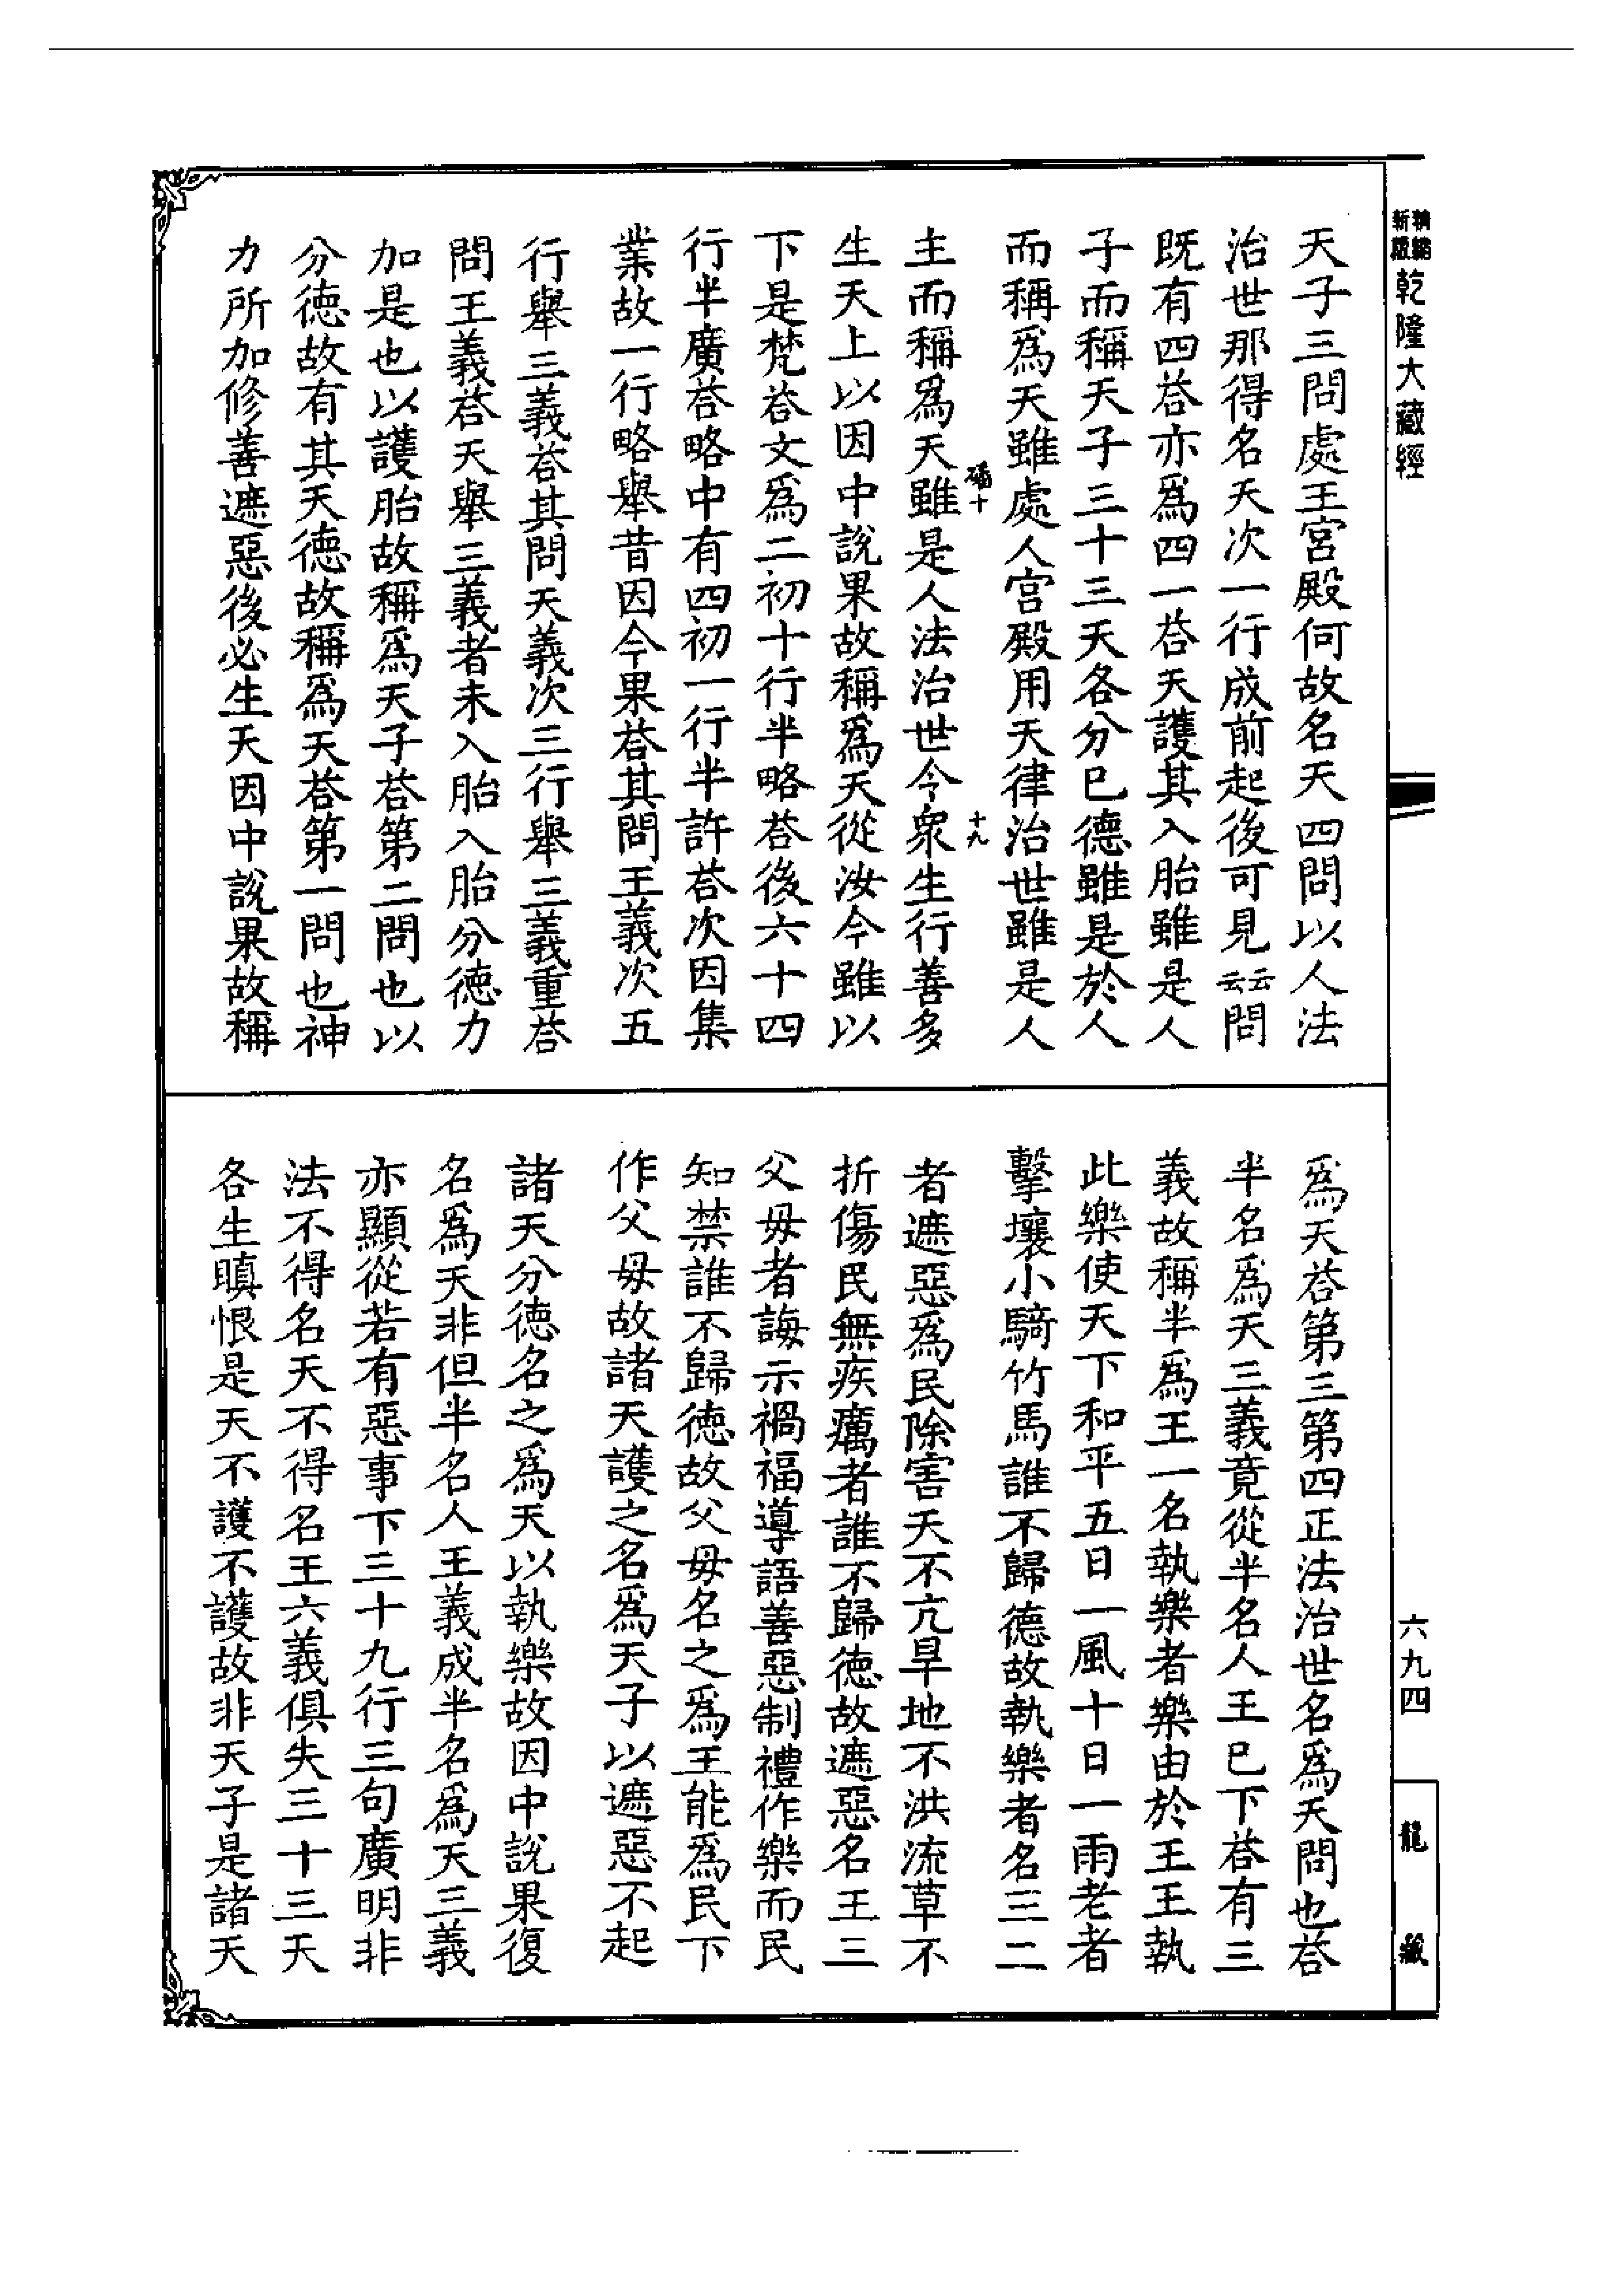 精縮
新版
乾隆大藏經
天子三問處王宮殿何故名天四問以人法
治世那得名天次一行成前起後可見云云問
既有四荅亦爲四一荅天護其入胎雖是人
子而稱天子三十三天各分己德雖是於人
而稱爲天雖處人宮殿用天律治世雖是人
十九
主而稱爲天雖是人法治世今衆生行善多
生天上以因中說果故稱爲天從汝今雖以
下是梵荅文爲二初十行半略荅後六十四
行半廣荅略中有四初一行半許荅次因集
業故一行略舉昔因今果荅其問王義次五
行舉三義荅其問天義次三行舉三義重荅
問王義荅天舉三義者未入胎入胎分德力
加是也以護胎故稱爲天子荅第二問也以
分德故有其天德故稱爲天荅第一問也神
力所加修善遮惡後必生天因中說果故稱
爲天荅第三第四正法治世名爲天問也荅
半名爲天三義竟從半名人王已下荅有三
義故稱半爲王一名執樂者樂由於王王執
此樂使天下和平五日一風十日一雨老者
擊壤小騎竹馬誰不歸德故執樂者名王二
者遮惡爲民除害天不亢旱地不洪流草不
折傷民無疾癘者誰不歸德故遮惡名王三
父母者誨示禍福導語善惡制禮作樂而民
知禁誰不歸德故父母名之爲王能爲民下
作父母故諸天護之名爲天子以遮惡不起
諸天分德名之爲天以執樂故因中說果復
名爲天非但半名人王義成半名爲天三義
亦顯從若有惡事下三十九行三句廣明非
法不得名天不得名王六義俱失三十三天
各生瞋恨是天不護不護故非天子是諸天
六九四
龍藏